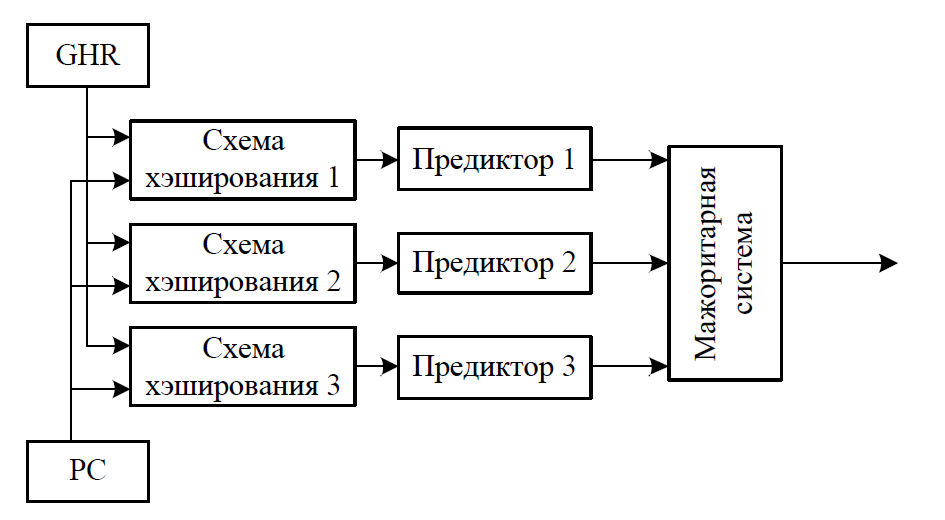 GHR
Схема
хэширования 1
Предиктор 1
Схема
хэширования 2
Предиктор 2
Схема
хэширования 3
Предиктор 3
Мажоритарная
система
PC